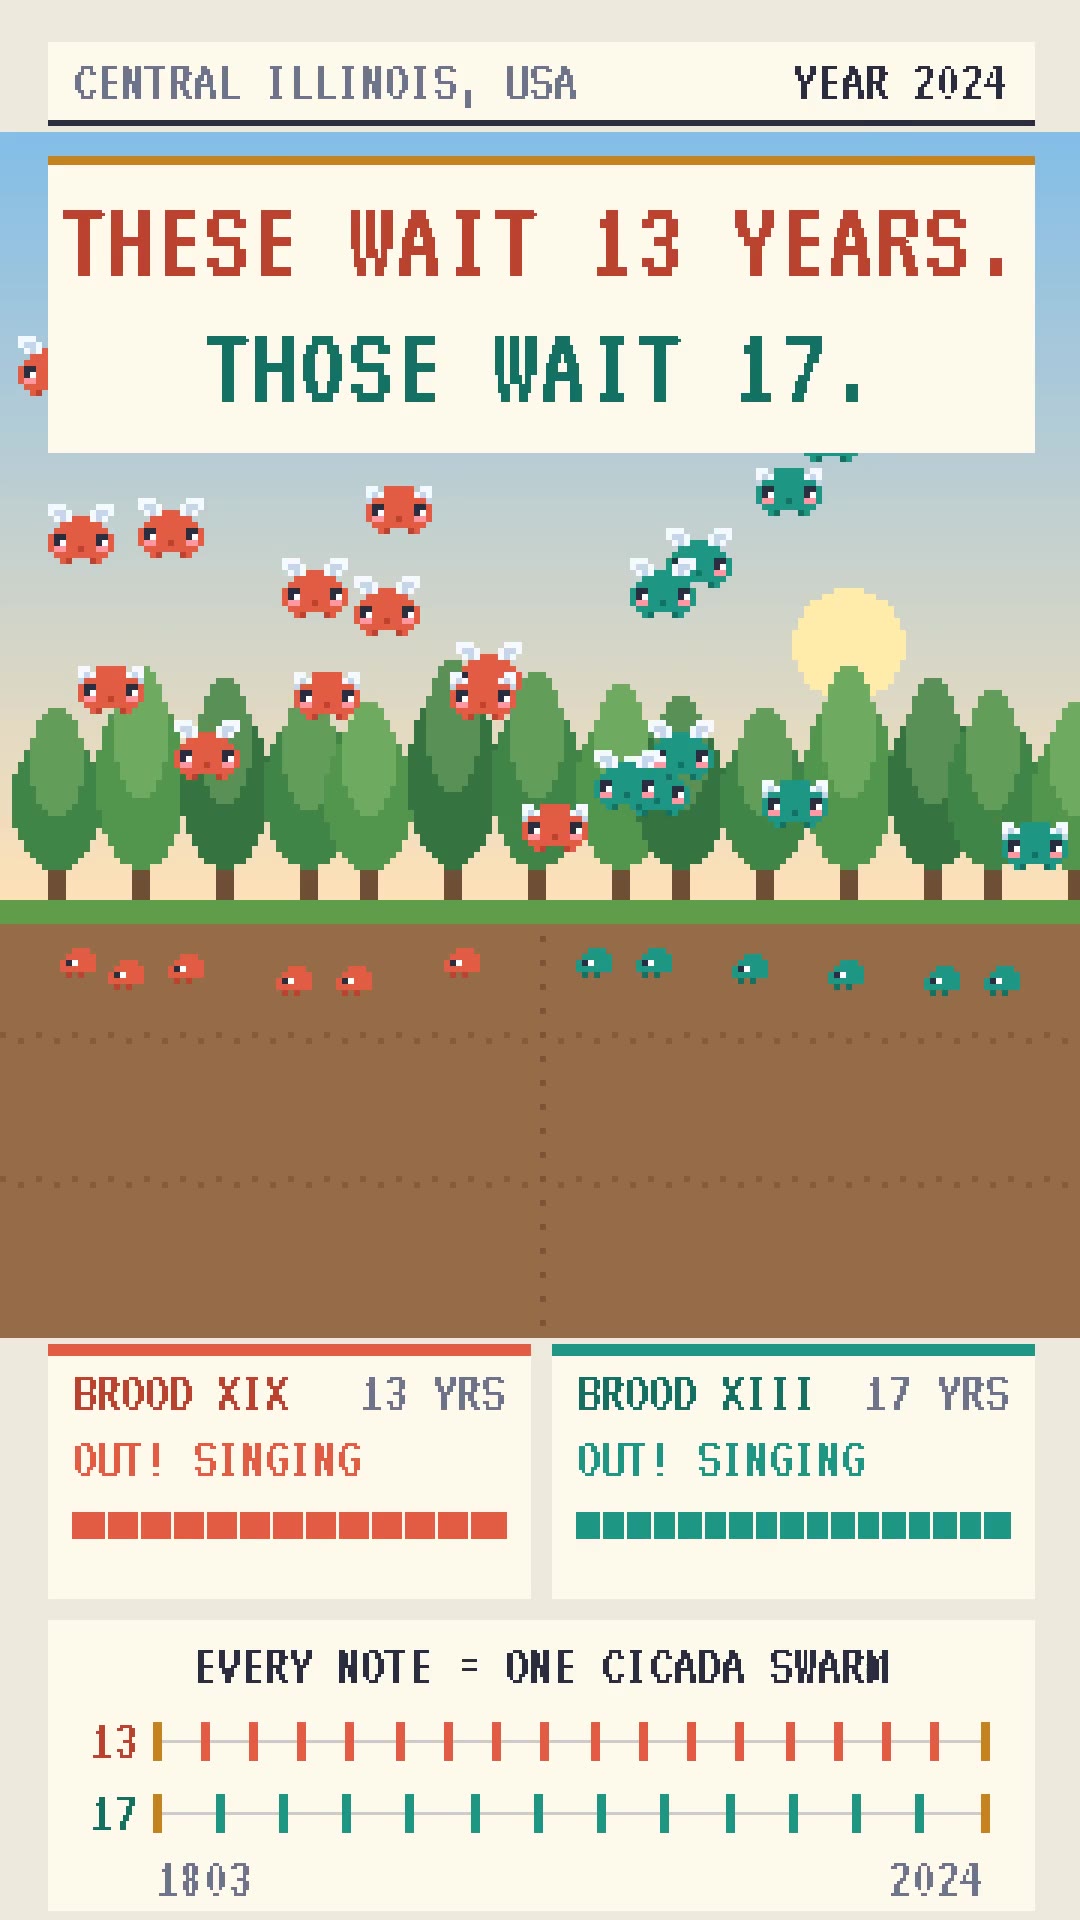 CENTRAL ILLINOIS, USA YEAR 2024
THESE WAIT 13 YEARS.
THOSE WAIT 17.
BROOD XIX 13 YRS
OUT! SINGING
BROOD XIII 17 YRS
OUT! SINGING
EVERY NOTE = ONE CICADA SWARM
13
17
1803 2024